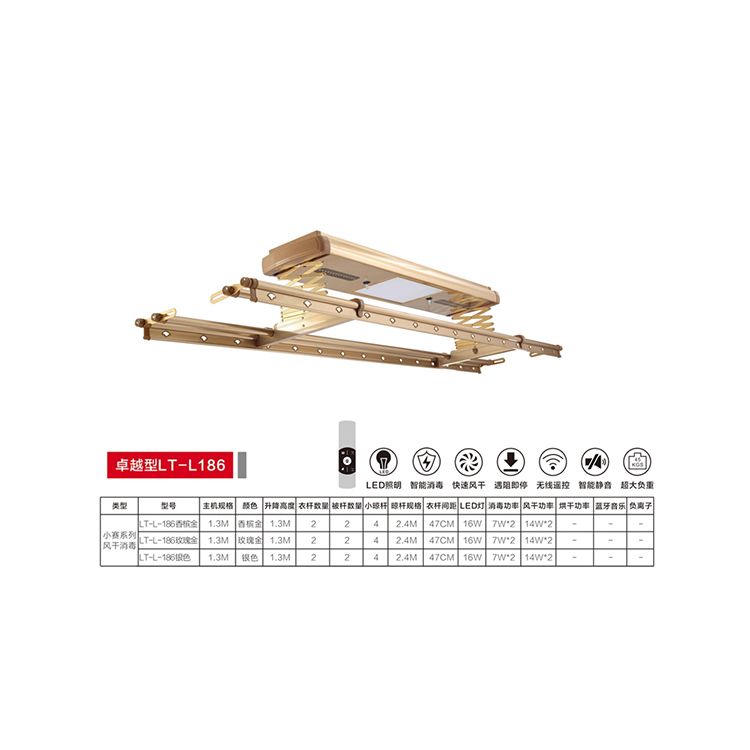 卓越型LT-L186
45
KGS
LED照明 智能消毒 快速风干 遇阻即停 无线遥控 智能静音 超大负重
类型 型号 主机规格 颜色 升降高度 衣杆数量 被杆数量 小晾杆 晾杆规格 衣杆间距 LED灯 消毒功率 风干功率 烘干功率 蓝牙音乐 负离子
小赛系列 风干消毒
LT-L-186香槟金 1.3M 香槟金 1.3M 2 2 4 2.4M 47CM 16W 7W*2 14W*2 - - -
LT-L-186玫瑰金 1.3M 玫瑰金 1.3M 2 2 4 2.4M 47CM 16W 7W*2 14W*2 - - -
LT-L-186银色 1.3M 银色 1.3M 2 2 4 2.4M 47CM 16W 7W*2 14W*2 - - -